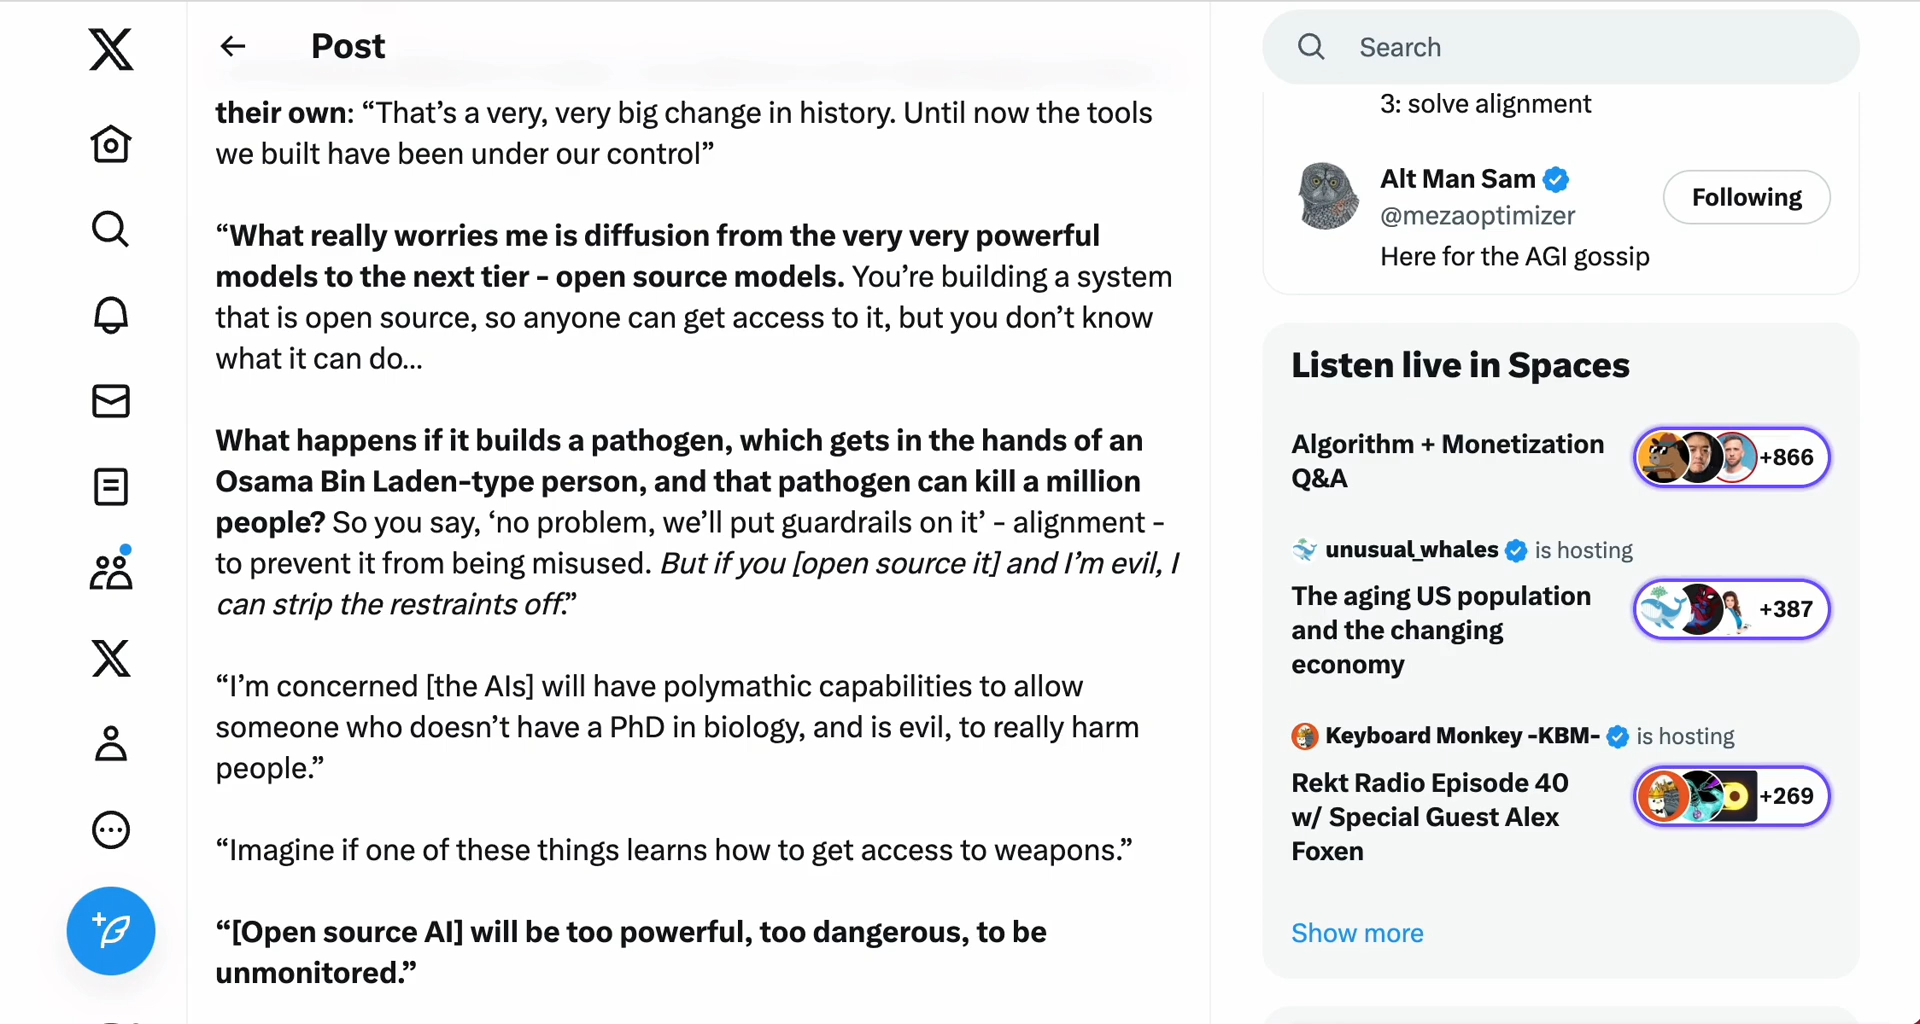 Post
their own: “That’s a very, very big change in history. Until now the tools
we built have been under our control”
“What really worries me is diffusion from the very very powerful
models to the next tier - open source models. You’re building a system
that is open source, so anyone can get access to it, but you don’t know
what it can do...
What happens if it builds a pathogen, which gets in the hands of an
Osama Bin Laden-type person, and that pathogen can kill a million
people? So you say, ‘no problem, we’ll put guardrails on it’ - alignment -
to prevent it from being misused. But if you [open source it] and I’m evil, I
can strip the restraints off.”
“I’m concerned [the AIs] will have polymathic capabilities to allow
someone who doesn’t have a PhD in biology, and is evil, to really harm
people.”
“Imagine if one of these things learns how to get access to weapons.”
“[Open source AI] will be too powerful, too dangerous, to be
unmonitored.”
Search
3: solve alignment
Alt Man Sam
@mezaoptimizer
Following
Here for the AGI gossip
Listen live in Spaces
Algorithm + Monetization
Q&A
+866
unusual_whales is hosting
The aging US population
and the changing
economy
+387
Keyboard Monkey -KBM- is hosting
Rekt Radio Episode 40
w/ Special Guest Alex
Foxen
+269
Show more